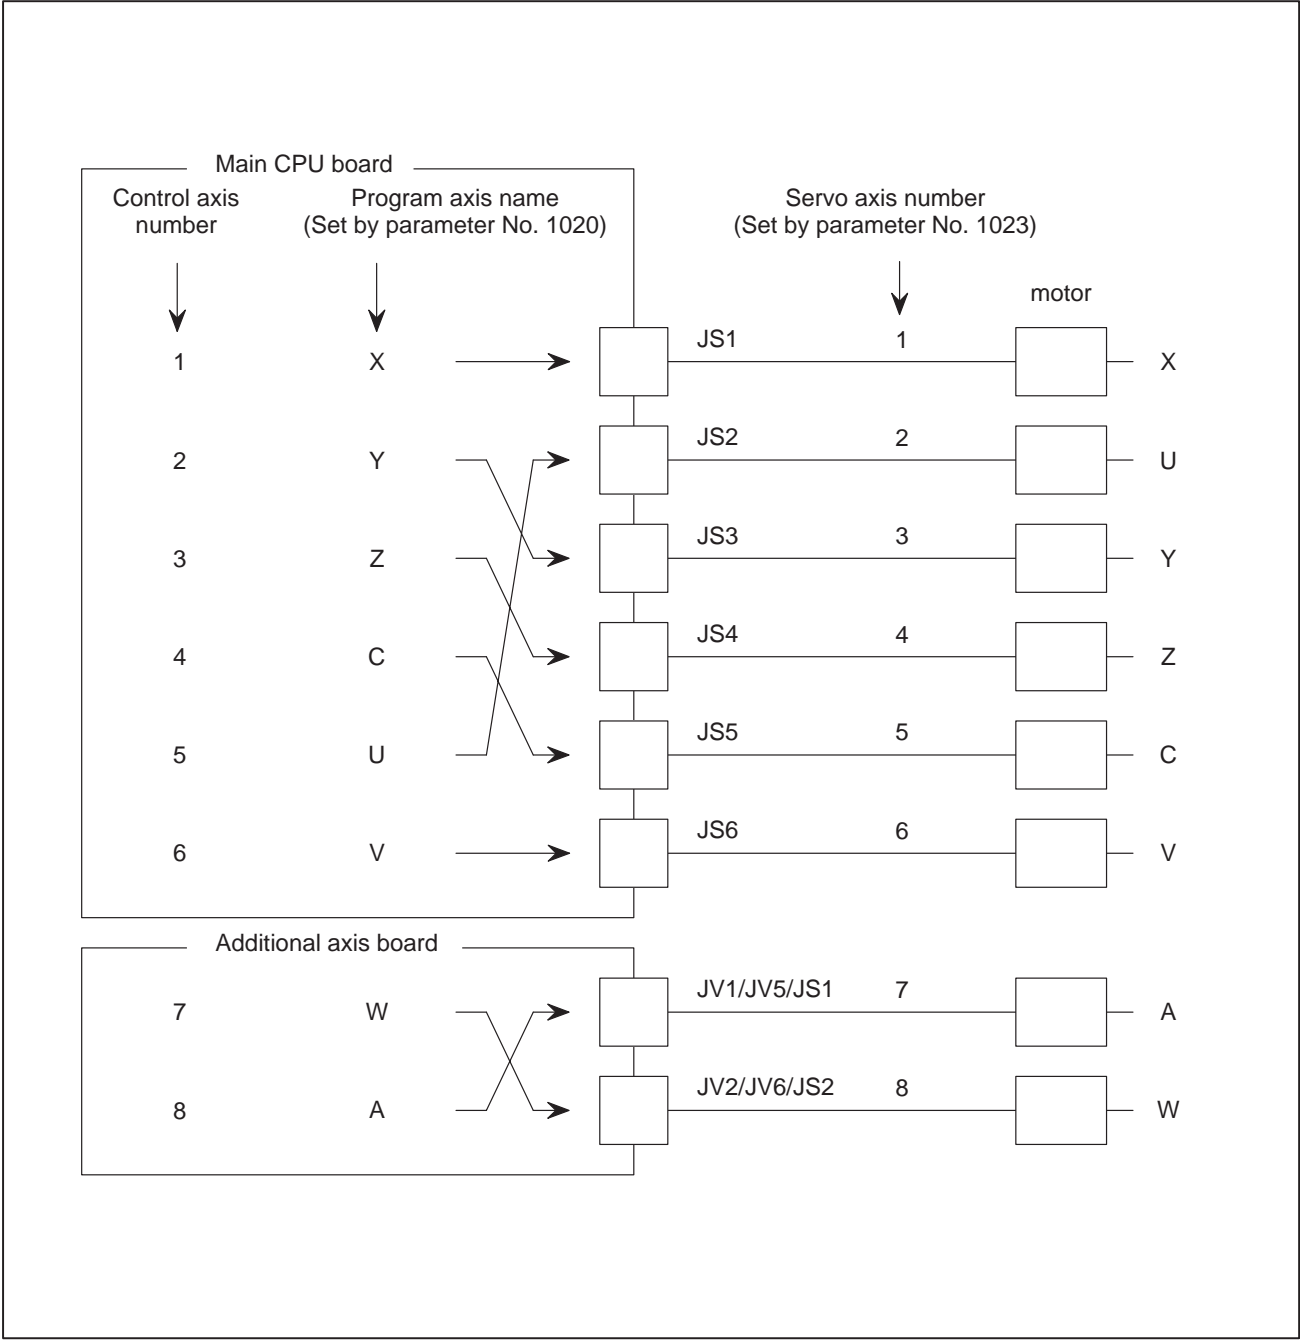 Main CPU board
Control axis
number
Program axis name
(Set by parameter No. 1020)
Servo axis number
(Set by parameter No. 1023)
motor
1 X JS1 1 X
2 Y JS2 2 U
3 Z JS3 3 Y
4 C JS4 4 Z
5 U JS5 5 C
6 V JS6 6 V
Additional axis board
7 W JV1/JV5/JS1 7 A
8 A JV2/JV6/JS2 8 W